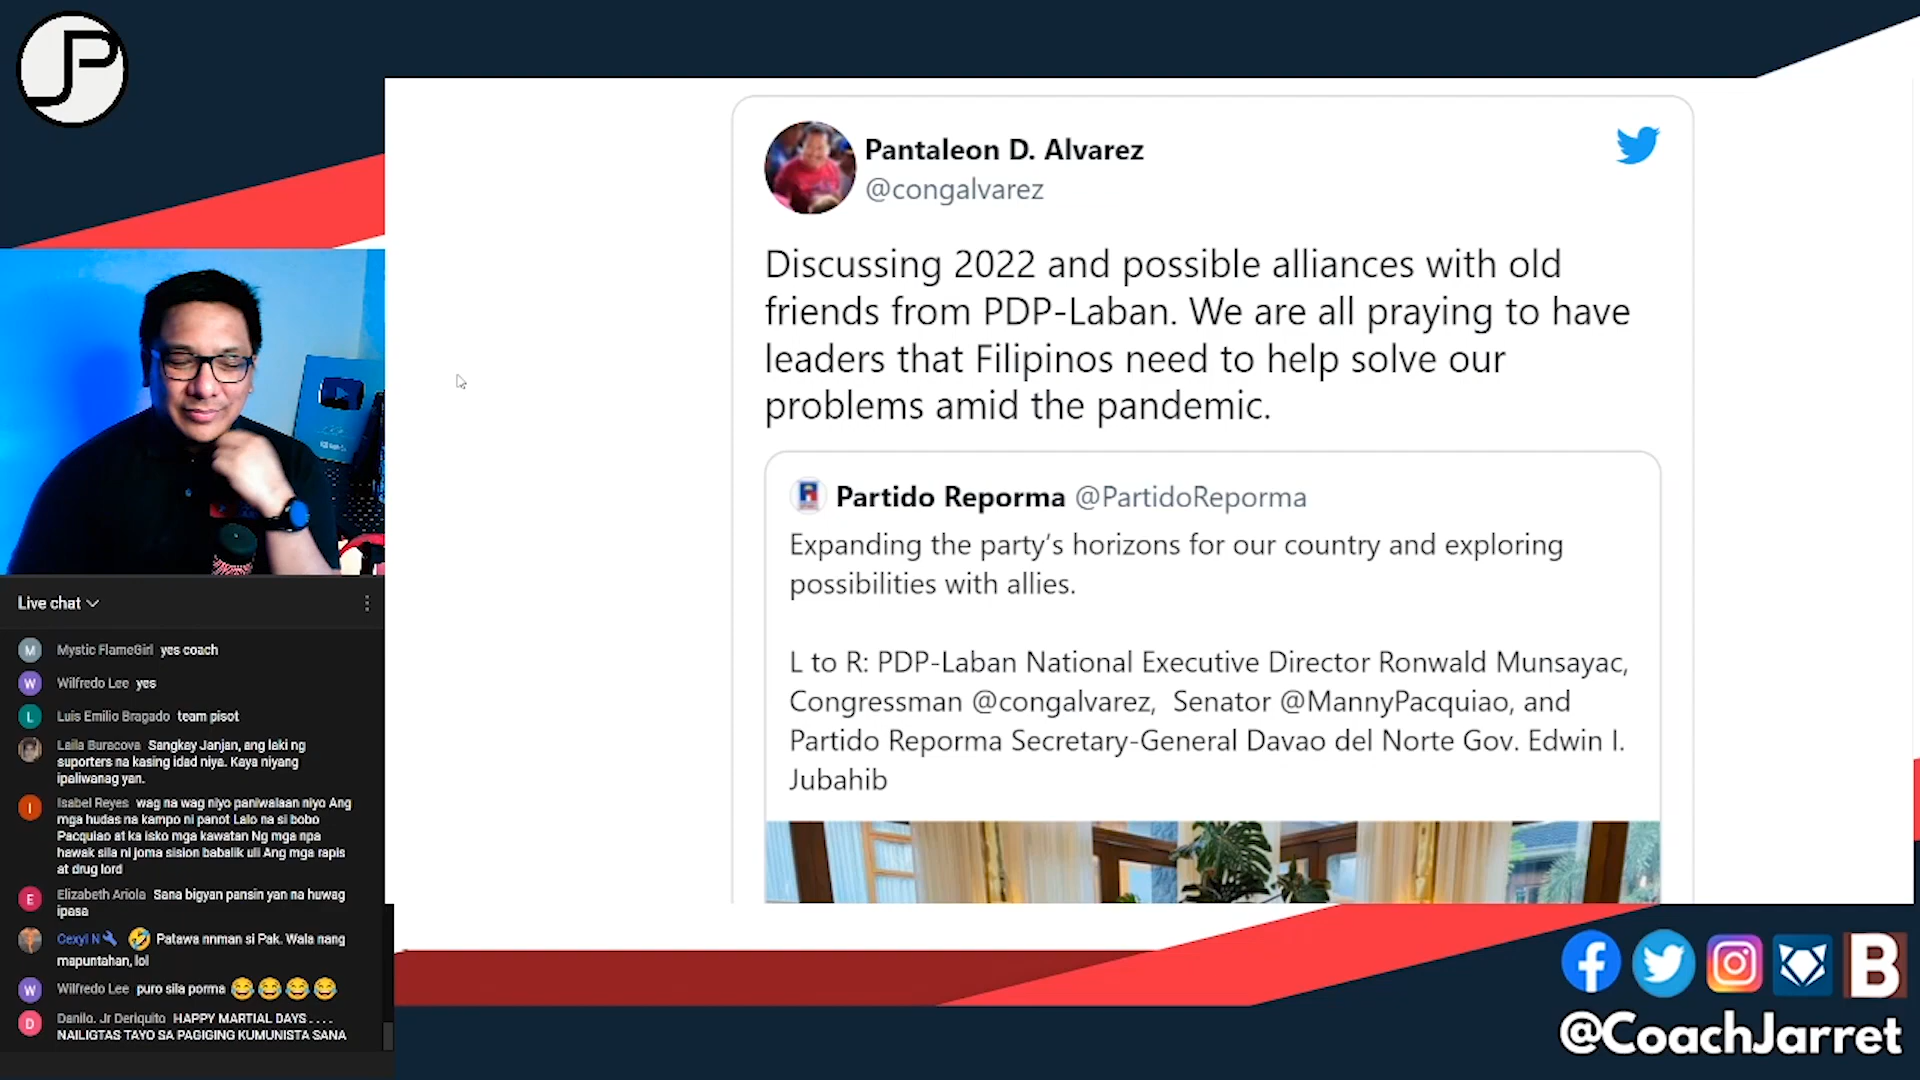 JP
Pantaleon D. Alvarez
@congalvarez
Discussing 2022 and possible alliances with old
friends from PDP-Laban. We are all praying to have
leaders that Filipinos need to help solve our
problems amid the pandemic.
Partido Reporma @PartidoReporma
Expanding the party's horizons for our country and exploring
possibilities with allies.
L to R: PDP-Laban National Executive Director Ronwald Munsayac,
Congressman @congalvarez, Senator @MannyPacquiao, and
Partido Reporma Secretary-General Davao del Norte Gov. Edwin I.
Jubahib
Live chat
M Mystic FlameGirl yes coach
W Wilfredo Lee yes
L Luis Emilio Bragado team pisot
Laila Buracova Sangkay Janjan, ang laki ng
suporters na kasing idad niya. Kaya niyang
ipaliwanag yan.
I Isabel Reyes wag na wag niyo paniwalaan niyo Ang
mga hudas na kampo ni panot Lalo na si bobo
Pacquiao at ka isko mga kawatan Ng mga npa
hawak sila ni joma sision babalik uli Ang mga rapis
at drug lord
E Elizabeth Ariola Sana bigyan pansin yan na huwag
ipasa
Cexyl N 🔧 🤣 Patawa nnman si Pak. Wala nang
mapuntahan, lol
W Wilfredo Lee puro sila porma 😂😂😂😂
D Danilo. Jr Deriquito HAPPY MARTIAL DAYS . . . .
NAILIGTAS TAYO SA PAGIGING KUMUNISTA SANA
B
@CoachJarret